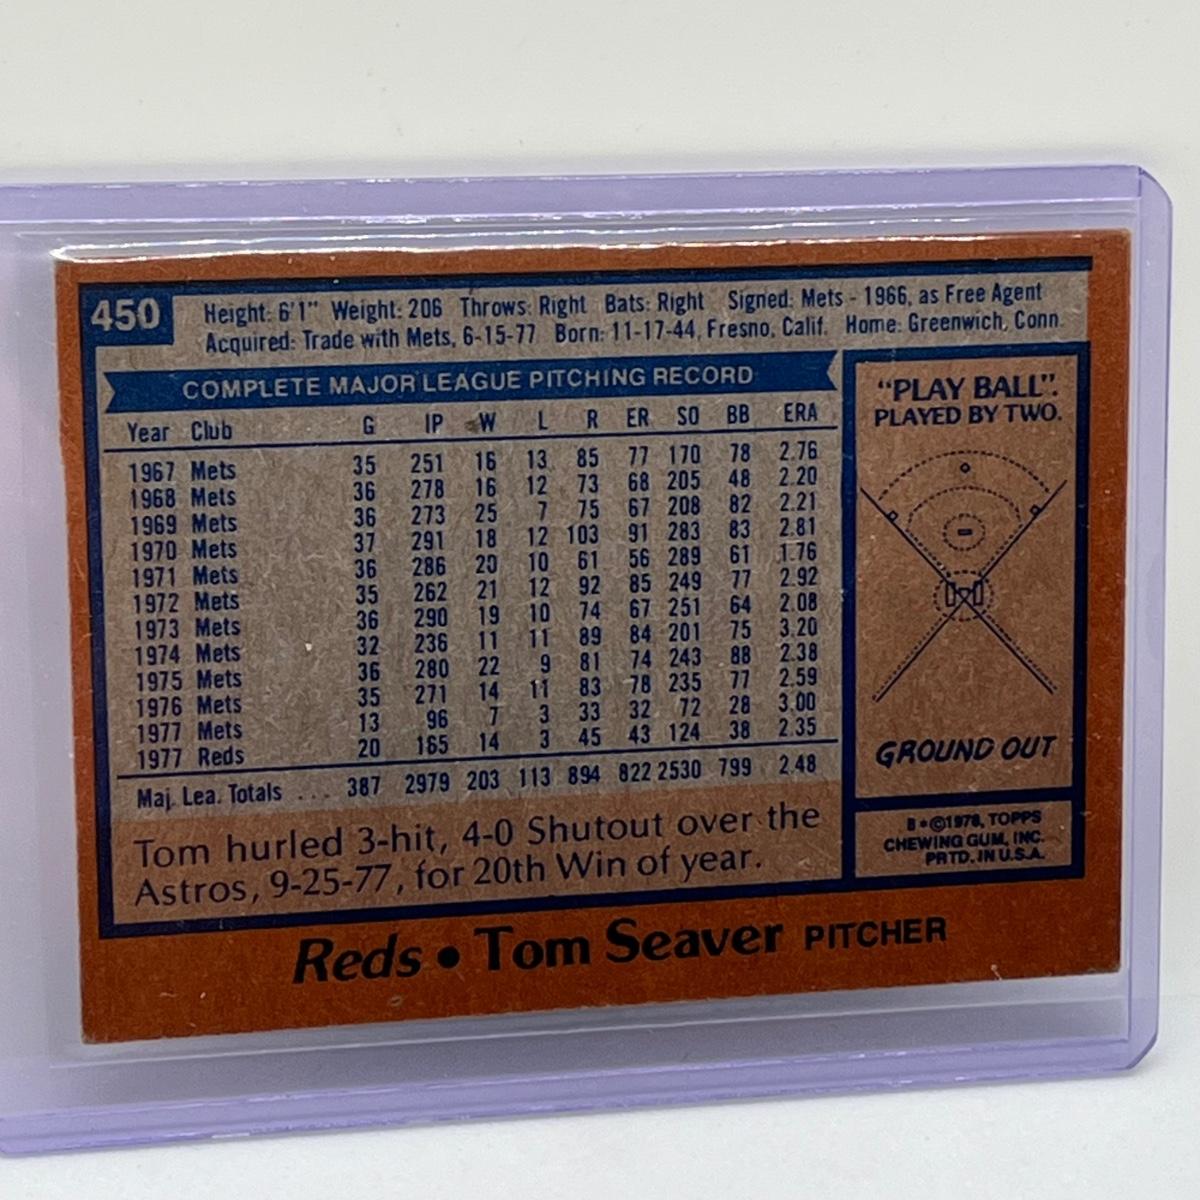 450
Height: 6'1" Weight: 206 Throws: Right Bats: Right Signed: Mets - 1966, as Free Agent
Acquired: Trade with Mets, 6-15-77 Born: 11-17-44, Fresno, Calif. Home: Greenwich, Conn.
COMPLETE MAJOR LEAGUE PITCHING RECORD
Year Club G IP W L R ER SO BB ERA
1967 Mets 35 251 16 13 85 77 170 78 2.76
1968 Mets 36 278 16 12 73 68 205 48 2.20
1969 Mets 36 273 25 7 75 67 208 82 2.21
1970 Mets 37 291 18 12 103 91 283 83 2.81
1971 Mets 36 286 20 10 61 56 289 61 1.76
1972 Mets 35 262 21 12 92 85 249 77 2.92
1973 Mets 36 290 19 10 74 67 251 64 2.08
1974 Mets 32 236 11 11 89 84 201 75 3.20
1975 Mets 36 280 22 9 81 74 243 88 2.38
1976 Mets 35 271 14 11 83 78 235 77 2.59
1977 Mets 13 96 7 3 33 32 72 28 3.00
1977 Reds 20 165 14 3 45 43 124 38 2.35
Maj. Lea. Totals ... 387 2979 203 113 894 822 2530 799 2.48
Tom hurled 3-hit, 4-0 Shutout over the
Astros, 9-25-77, for 20th Win of year.
"PLAY BALL".
PLAYED BY TWO.
GROUND OUT
B*©1978, TOPPS
CHEWING GUM, INC.
PRTD. IN U.S.A.
Reds • Tom Seaver PITCHER